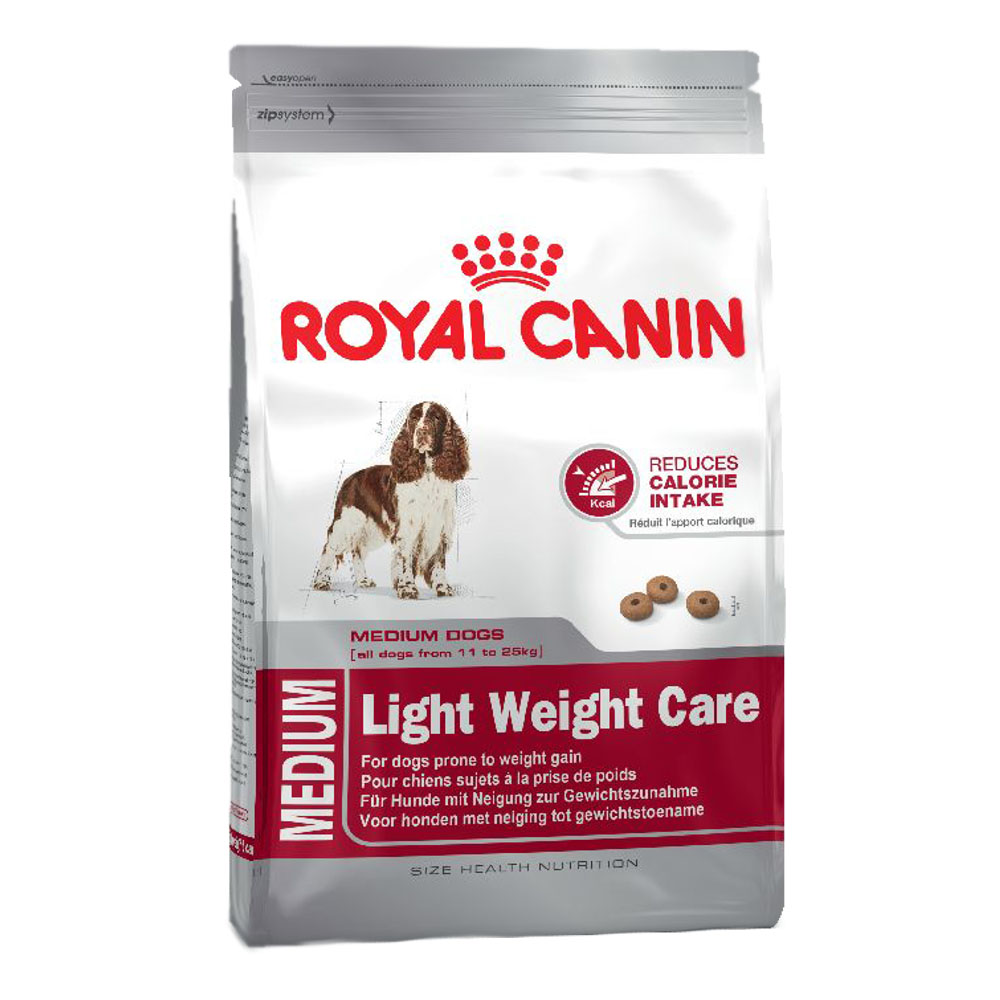 easyopen
zipsystem
ROYAL CANIN
Kcal
REDUCES
CALORIE
INTAKE
Réduit l'apport calorique
MEDIUM DOGS
[all dogs from 11 to 25kg]
MEDIUM
Light Weight Care
For dogs prone to weight gain
Pour chiens sujets à la prise de poids
Für Hunde mit Neigung zur Gewichtszunahme
Voor honden met neiging tot gewichtstoename
SIZE HEALTH NUTRITION